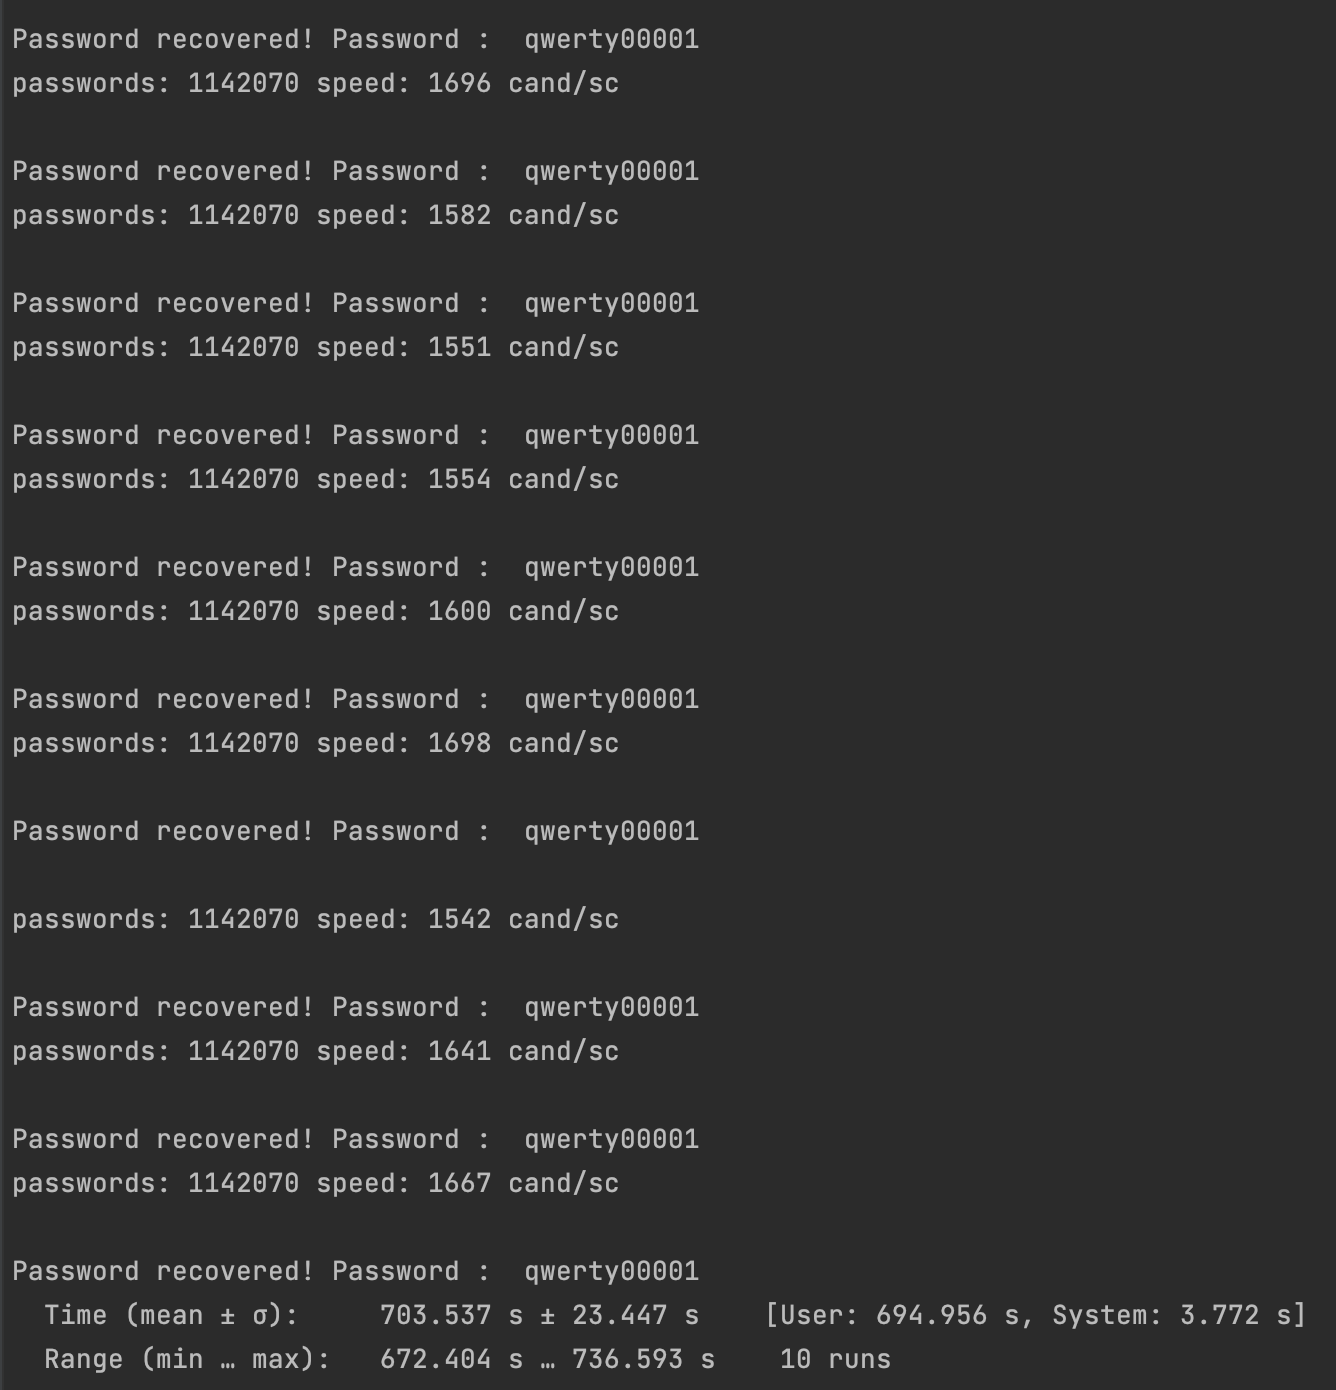 Password recovered! Password :  qwerty00001
passwords: 1142070 speed: 1696 cand/sc
Password recovered! Password :  qwerty00001
passwords: 1142070 speed: 1582 cand/sc
Password recovered! Password :  qwerty00001
passwords: 1142070 speed: 1551 cand/sc
Password recovered! Password :  qwerty00001
passwords: 1142070 speed: 1554 cand/sc
Password recovered! Password :  qwerty00001
passwords: 1142070 speed: 1600 cand/sc
Password recovered! Password :  qwerty00001
passwords: 1142070 speed: 1698 cand/sc
Password recovered! Password :  qwerty00001
passwords: 1142070 speed: 1542 cand/sc
Password recovered! Password :  qwerty00001
passwords: 1142070 speed: 1641 cand/sc
Password recovered! Password :  qwerty00001
passwords: 1142070 speed: 1667 cand/sc
Password recovered! Password :  qwerty00001
  Time (mean ± σ):     703.537 s ± 23.447 s    [User: 694.956 s, System: 3.772 s]
  Range (min … max):   672.404 s … 736.593 s    10 runs